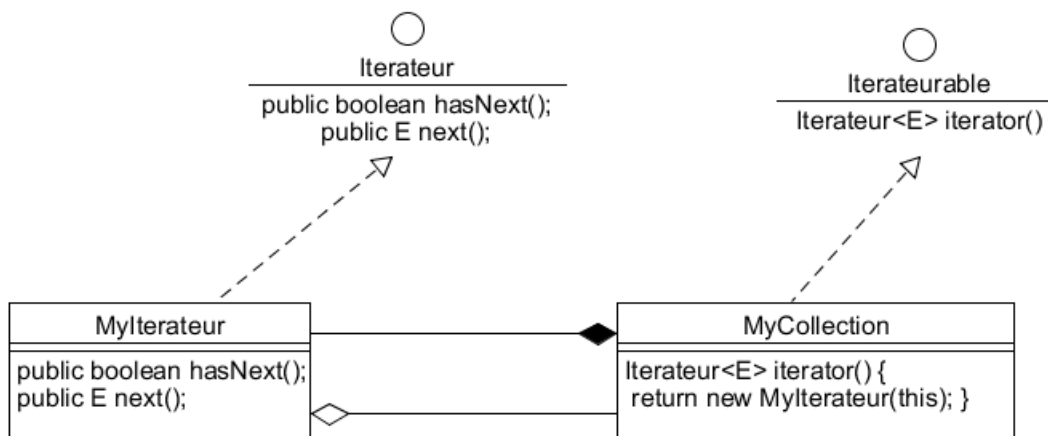 Iterateur
public boolean hasNext();
public E next();
Iterateurable
Iterateur<E> iterator()
MyIterateur
public boolean hasNext();
public E next();
MyCollection
Iterateur<E> iterator() {
return new MyIterateur(this); }